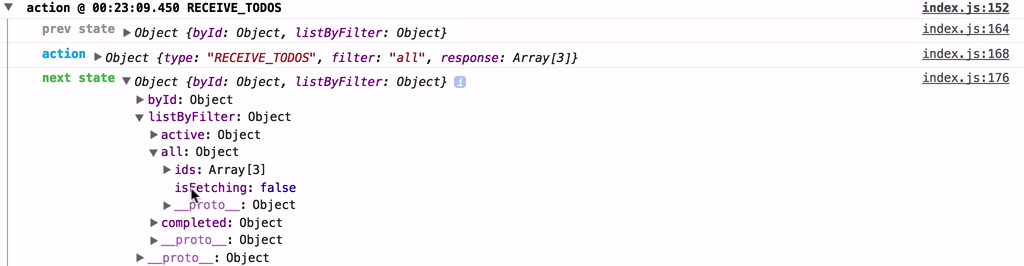 action @ 00:23:09.450 RECEIVE_TODOS index.js:152
prev state Object {byId: Object, listByFilter: Object} index.js:164
action Object {type: "RECEIVE_TODOS", filter: "all", response: Array[3]} index.js:168
next state Object {byId: Object, listByFilter: Object} i index.js:176
byId: Object
listByFilter: Object
active: Object
all: Object
ids: Array[3]
isFetching: false
__proto__: Object
completed: Object
__proto__: Object
__proto__: Object